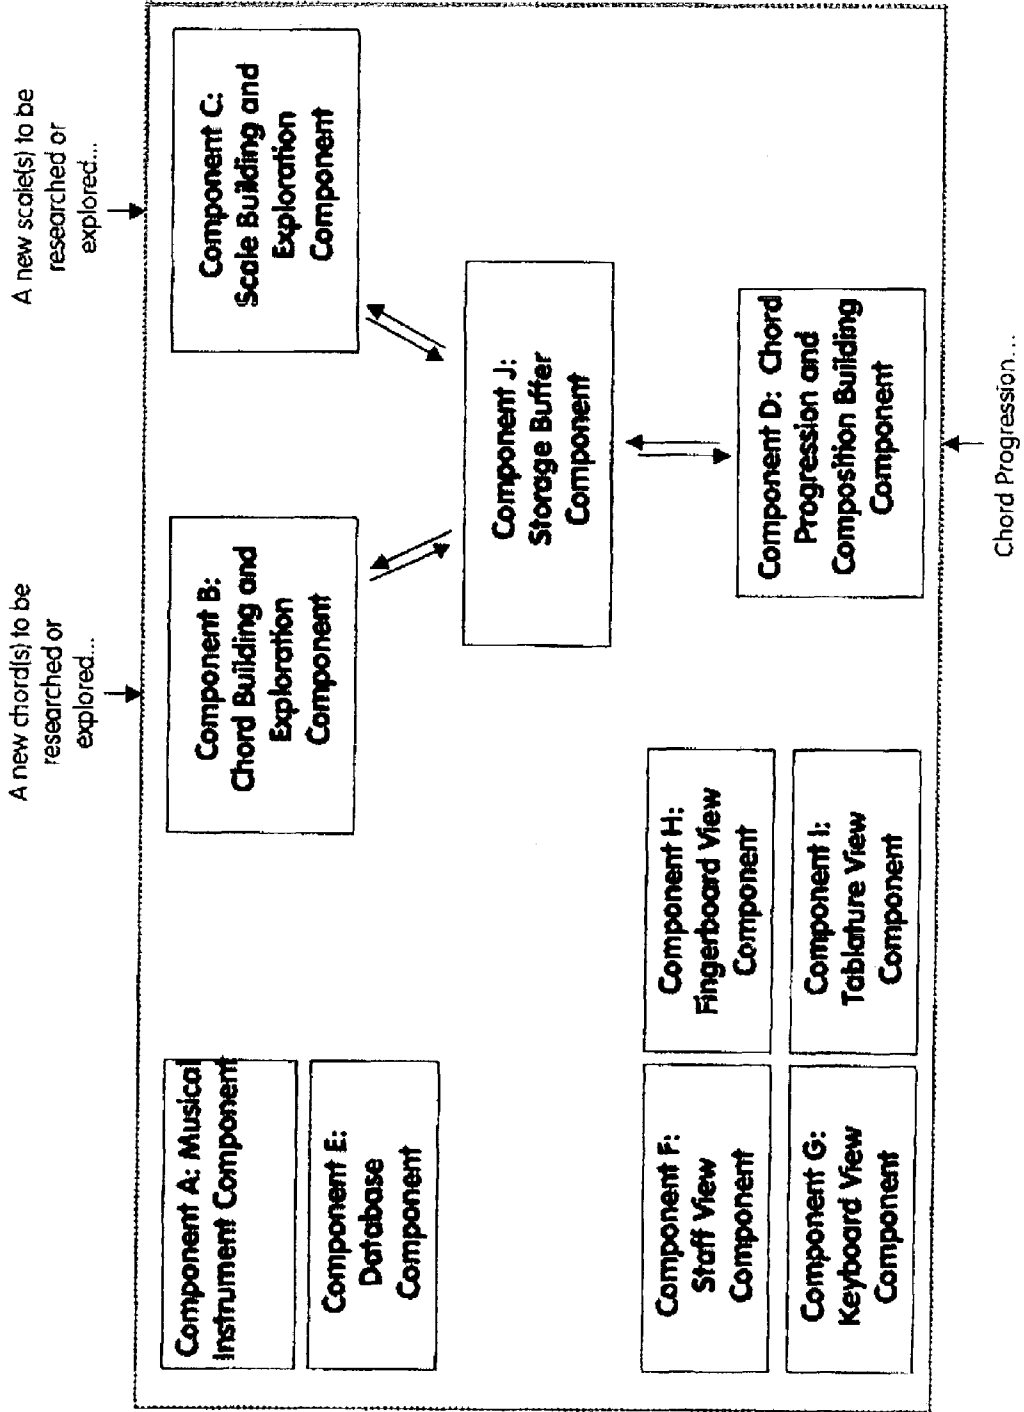 A new chord(s) to be
researched or
explored...
A new scale(s) to be
researched or
explored...
Component A: Musical
Instrument Component
Component E:
Database
Component
Component B:
Chord Building and
Exploration
Component
Component C:
Scale Building and
Exploration
Component
Component J:
Storage Buffer
Component
Component F:
Staff View
Component
Component H:
Fingerboard View
Component
Component G:
Keyboard View
Component
Component I:
Tablature View
Component
Component D: Chord
Progression and
Composition Building
Component
Chord Progression...